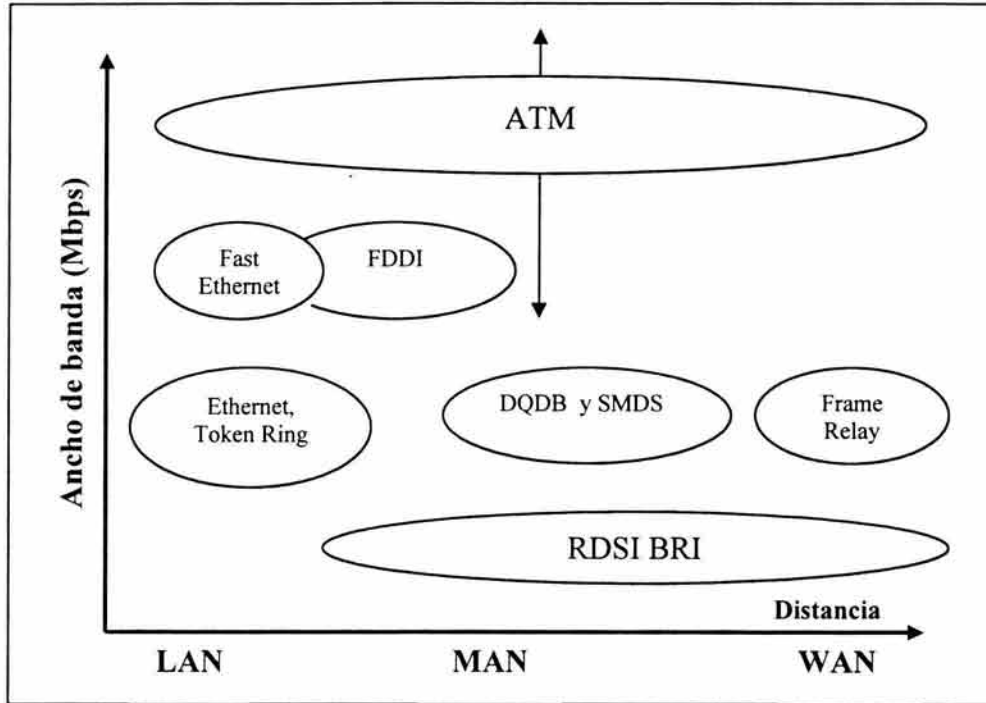 Ancho de banda (Mbps)
ATM
Fast
Ethernet
FDDI
Ethernet,
Token Ring
DQDB y SMDS
Frame
Relay
RDSI BRI
Distancia
LAN
MAN
WAN